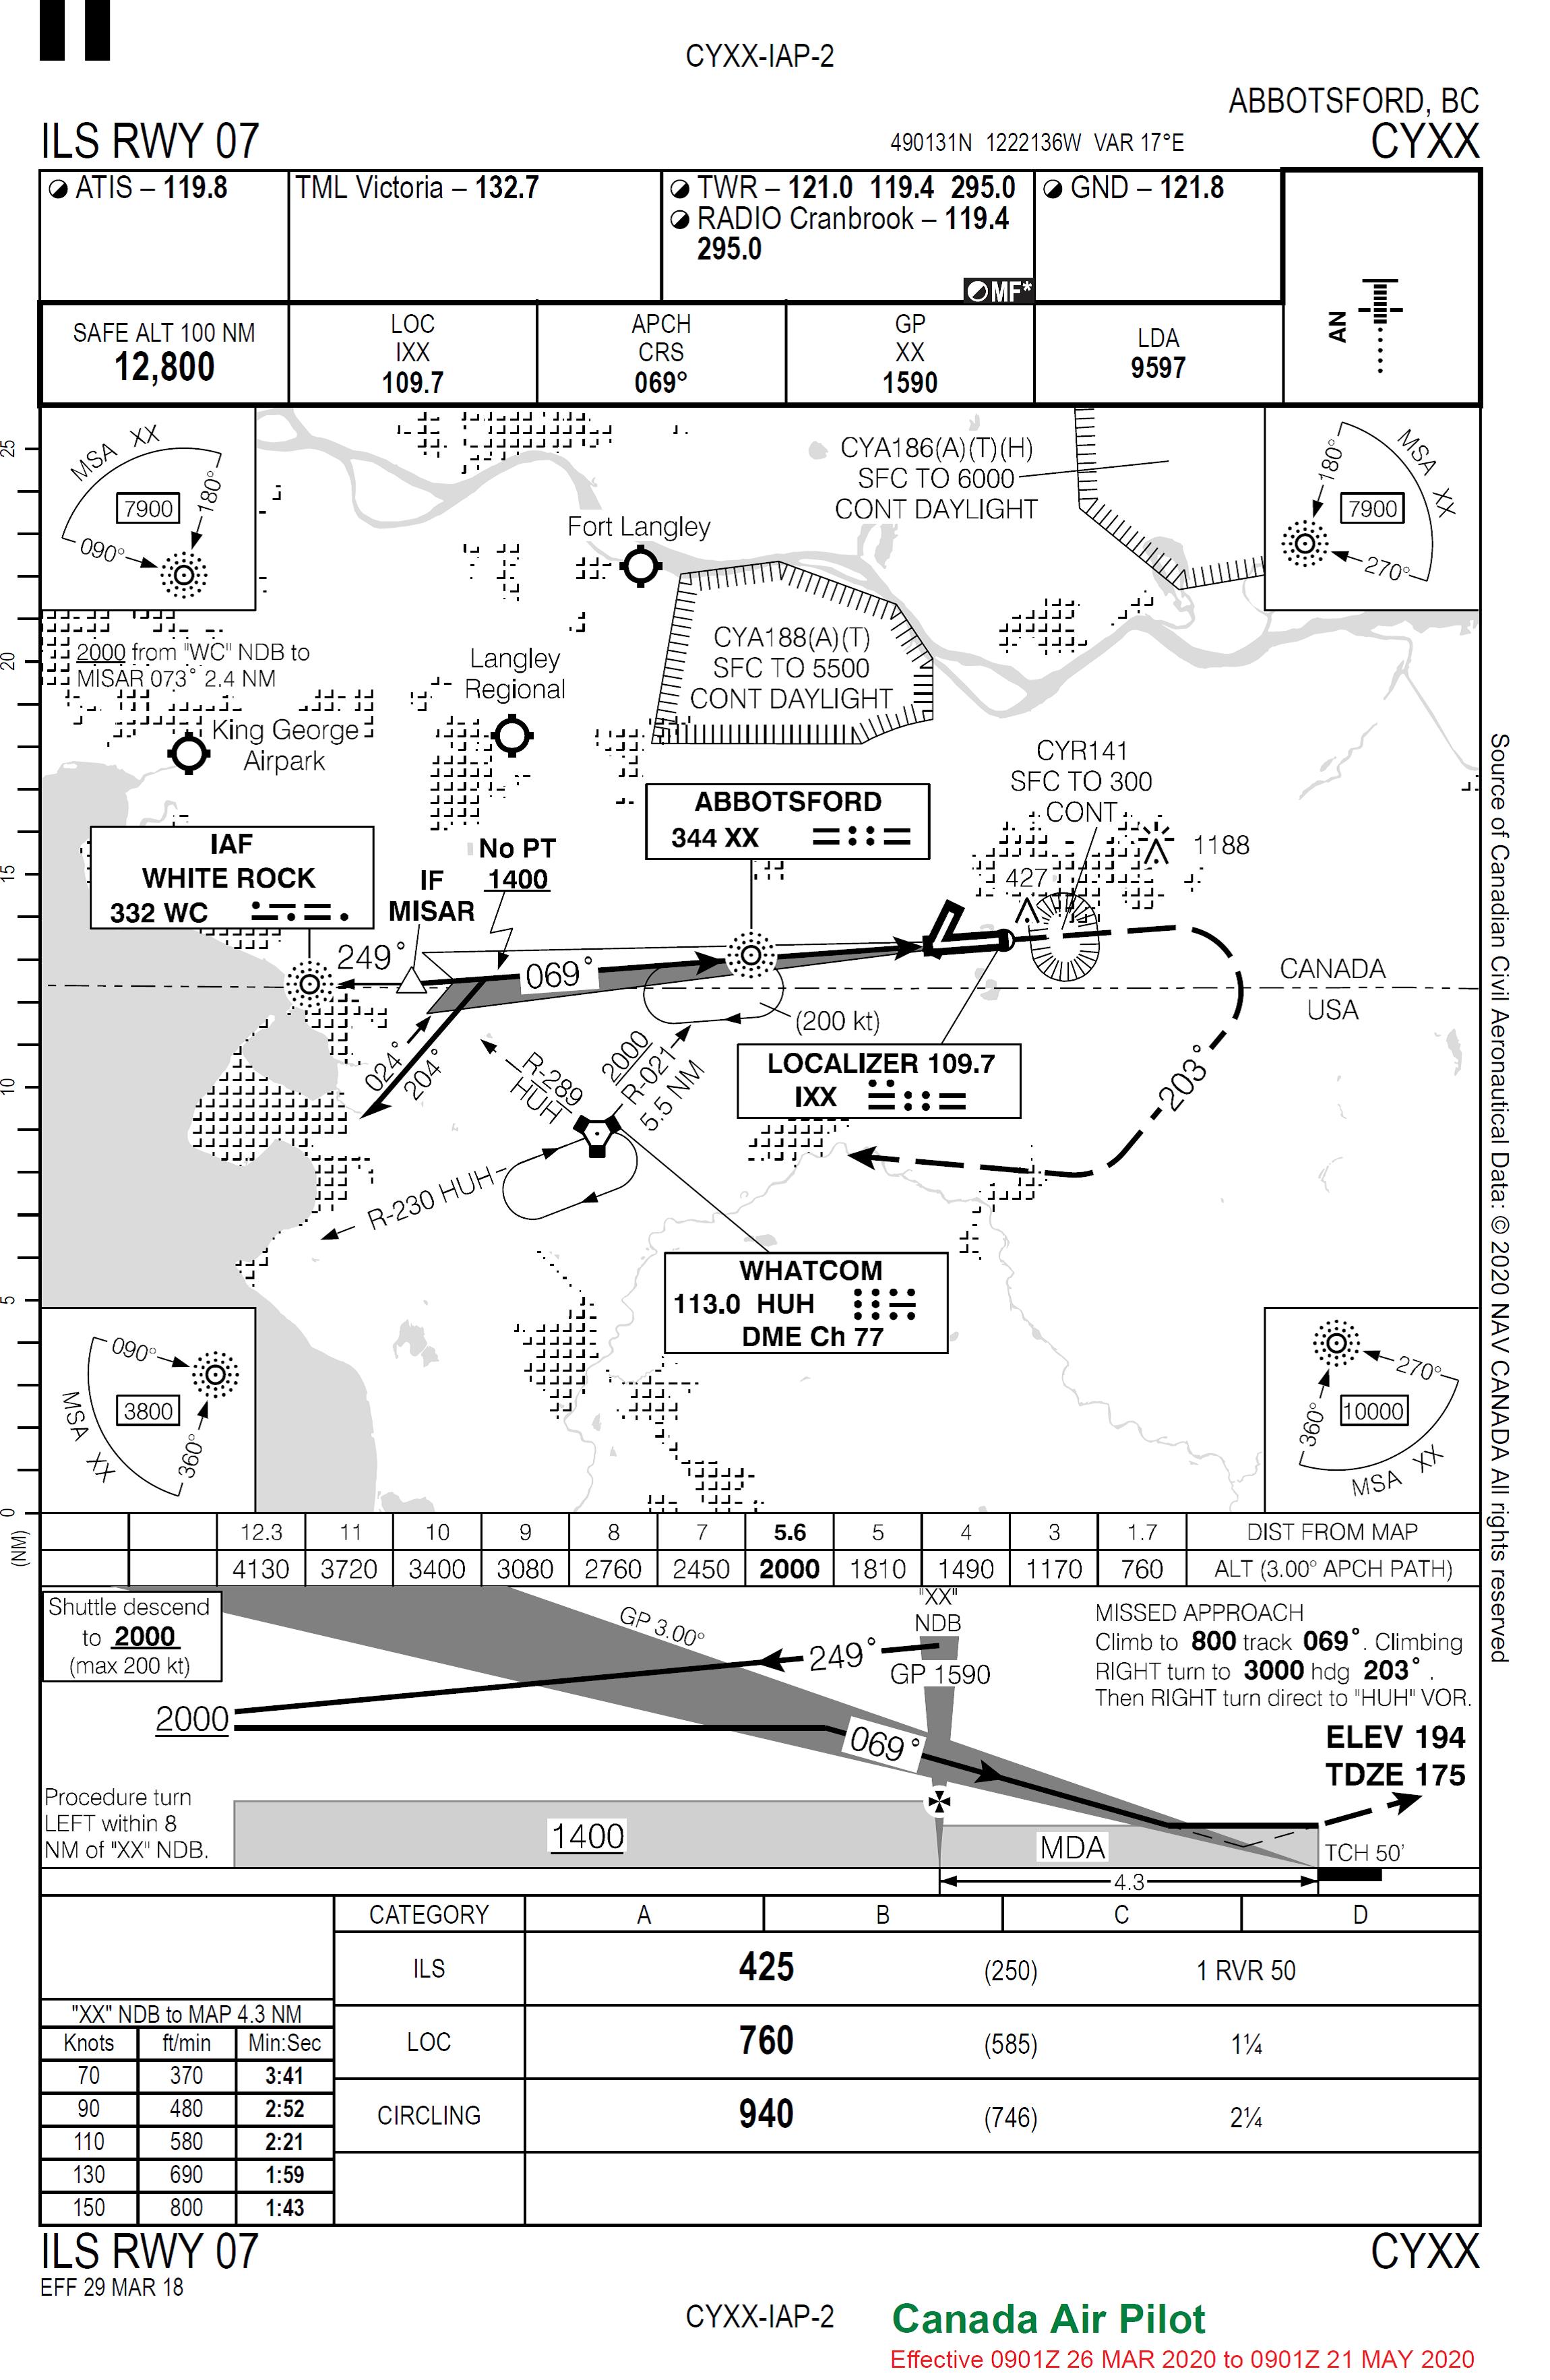 CYXX-IAP-2
ABBOTSFORD, BC
ILS RWY 07
490131N 1222136W VAR 17°E
CYXX
ATIS – 119.8
TML Victoria – 132.7
TWR – 121.0 119.4 295.0
RADIO Cranbrook – 119.4
295.0
MF*
GND – 121.8
AN
SAFE ALT 100 NM
12,800
LOC
IXX
109.7
APCH
CRS
069°
GP
XX
1590
LDA
9597
MSA XX
7900
180°
090°
CYA186(A)(T)(H)
SFC TO 6000
CONT DAYLIGHT
MSA XX
7900
180°
270°
25
20
15
10
5
0
(NM)
Fort Langley
2000 from "WC" NDB to
MISAR 073° 2.4 NM
Langley
Regional
CYA188(A)(T)
SFC TO 5500
CONT DAYLIGHT
King George
Airpark
CYR141
SFC TO 300
CONT
ABBOTSFORD
344 XX
IAF
WHITE ROCK
332 WC
No PT
1400
IF
MISAR
427
1188
249°
069°
CANADA
USA
(200 kt)
024°
204°
R-289
HUH
2000
R-021
5.5 NM
LOCALIZER 109.7
IXX
203°
R-230 HUH
WHATCOM
113.0 HUH
DME Ch 77
090°
3800
360°
MSA XX
270°
10000
360°
MSA XX
Source of Canadian Civil Aeronautical Data: © 2020 NAV CANADA All rights reserved
12.3 11 10 9 8 7 5.6 5 4 3 1.7 DIST FROM MAP
4130 3720 3400 3080 2760 2450 2000 1810 1490 1170 760 ALT (3.00° APCH PATH)
Shuttle descend
to 2000
(max 200 kt)
GP 3.00°
"XX"
NDB
249°
GP 1590
MISSED APPROACH
Climb to 800 track 069°. Climbing
RIGHT turn to 3000 hdg 203°.
Then RIGHT turn direct to "HUH" VOR.
2000
069°
ELEV 194
TDZE 175
Procedure turn
LEFT within 8
NM of "XX" NDB.
1400
MDA
TCH 50'
4.3
CATEGORY A B C D
ILS 425 (250) 1 RVR 50
LOC 760 (585) 1¼
CIRCLING 940 (746) 2¼
"XX" NDB to MAP 4.3 NM
Knots ft/min Min:Sec
70 370 3:41
90 480 2:52
110 580 2:21
130 690 1:59
150 800 1:43
ILS RWY 07
CYXX
EFF 29 MAR 18
CYXX-IAP-2
Canada Air Pilot
Effective 0901Z 26 MAR 2020 to 0901Z 21 MAY 2020